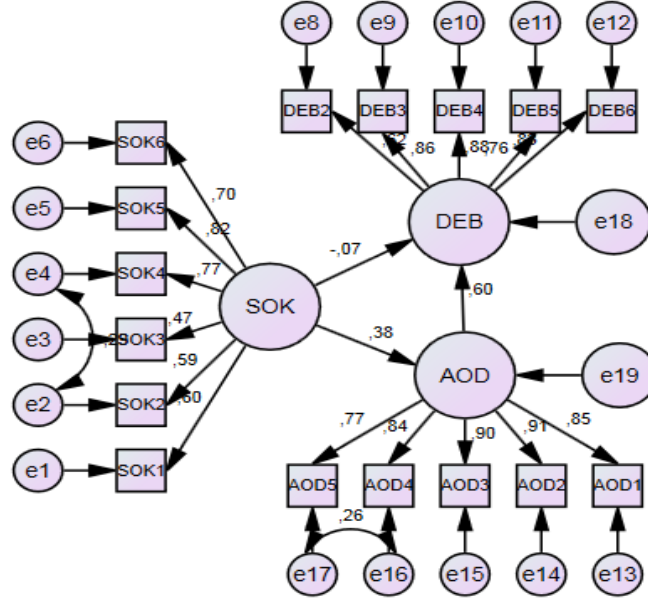 e8 e9 e10 e11 e12
DEB2 DEB3 DEB4 DEB5 DEB6
e6 SOK6
,86 ,88 ,76
,70
e5 SOK5
,82
DEB e18
-,07
e4 SOK4 ,77
SOK
,60
e3 SOK3 ,47
,38
,59
AOD e19
e2 SOK2 ,60
,77 ,84 ,90 ,91 ,85
e1 SOK1
AOD5 AOD4 AOD3 AOD2 AOD1
,26
e17 e16 e15 e14 e13